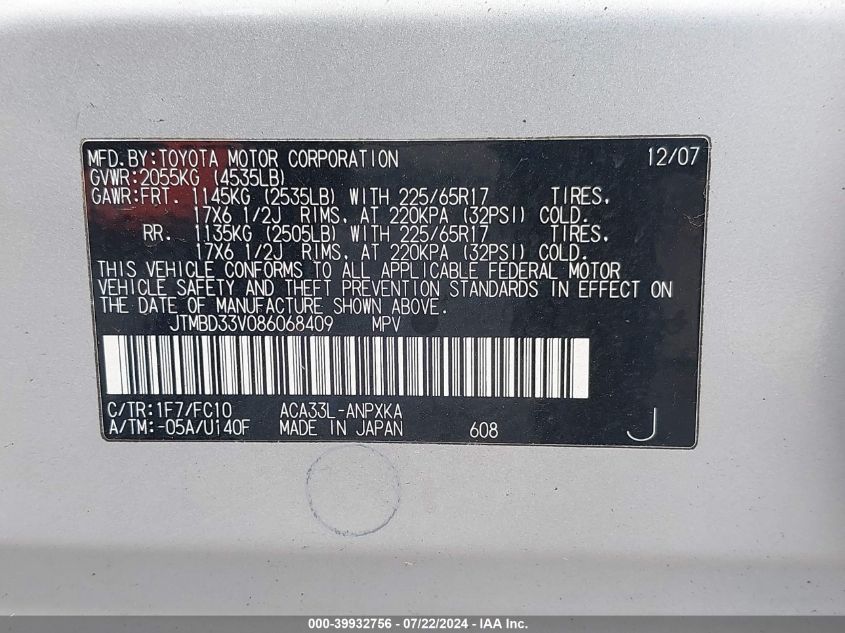 MFD.BY:TOYOTA MOTOR CORPORATION 12/07
GVWR:2055KG (4535LB)
GAWR:FRT. 1145KG (2535LB) WITH 225/65R17 TIRES,
17X6 1/2J RIMS, AT 220KPA (32PSI) COLD.
RR. 1135KG (2505LB) WITH 225/65R17 TIRES,
17X6 1/2J RIMS, AT 220KPA (32PSI) COLD.
THIS VEHICLE CONFORMS TO ALL APPLICABLE FEDERAL MOTOR
VEHICLE SAFETY AND THEFT PREVENTION STANDARDS IN EFFECT ON
THE DATE OF MANUFACTURE SHOWN ABOVE.
JTMBD33V086068409 MPV
C/TR:1F7/FC10 ACA33L-ANPXKA
A/TM:-05A/U140F MADE IN JAPAN 608 J
000-39932756 - 07/22/2024 - IAA Inc.